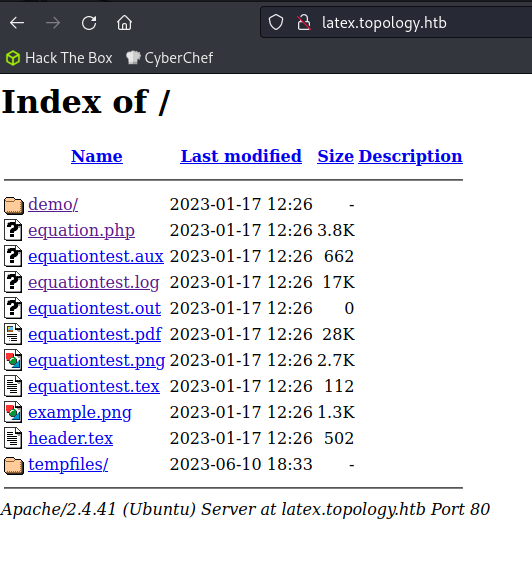 latex.topology.htb
Hack The Box CyberChef
Index of /
Name Last modified Size Description
demo/ 2023-01-17 12:26 -
equation.php 2023-01-17 12:26 3.8K
equationtest.aux 2023-01-17 12:26 662
equationtest.log 2023-01-17 12:26 17K
equationtest.out 2023-01-17 12:26 0
equationtest.pdf 2023-01-17 12:26 28K
equationtest.png 2023-01-17 12:26 2.7K
equationtest.tex 2023-01-17 12:26 112
example.png 2023-01-17 12:26 1.3K
header.tex 2023-01-17 12:26 502
tempfiles/ 2023-06-10 18:33 -
Apache/2.4.41 (Ubuntu) Server at latex.topology.htb Port 80